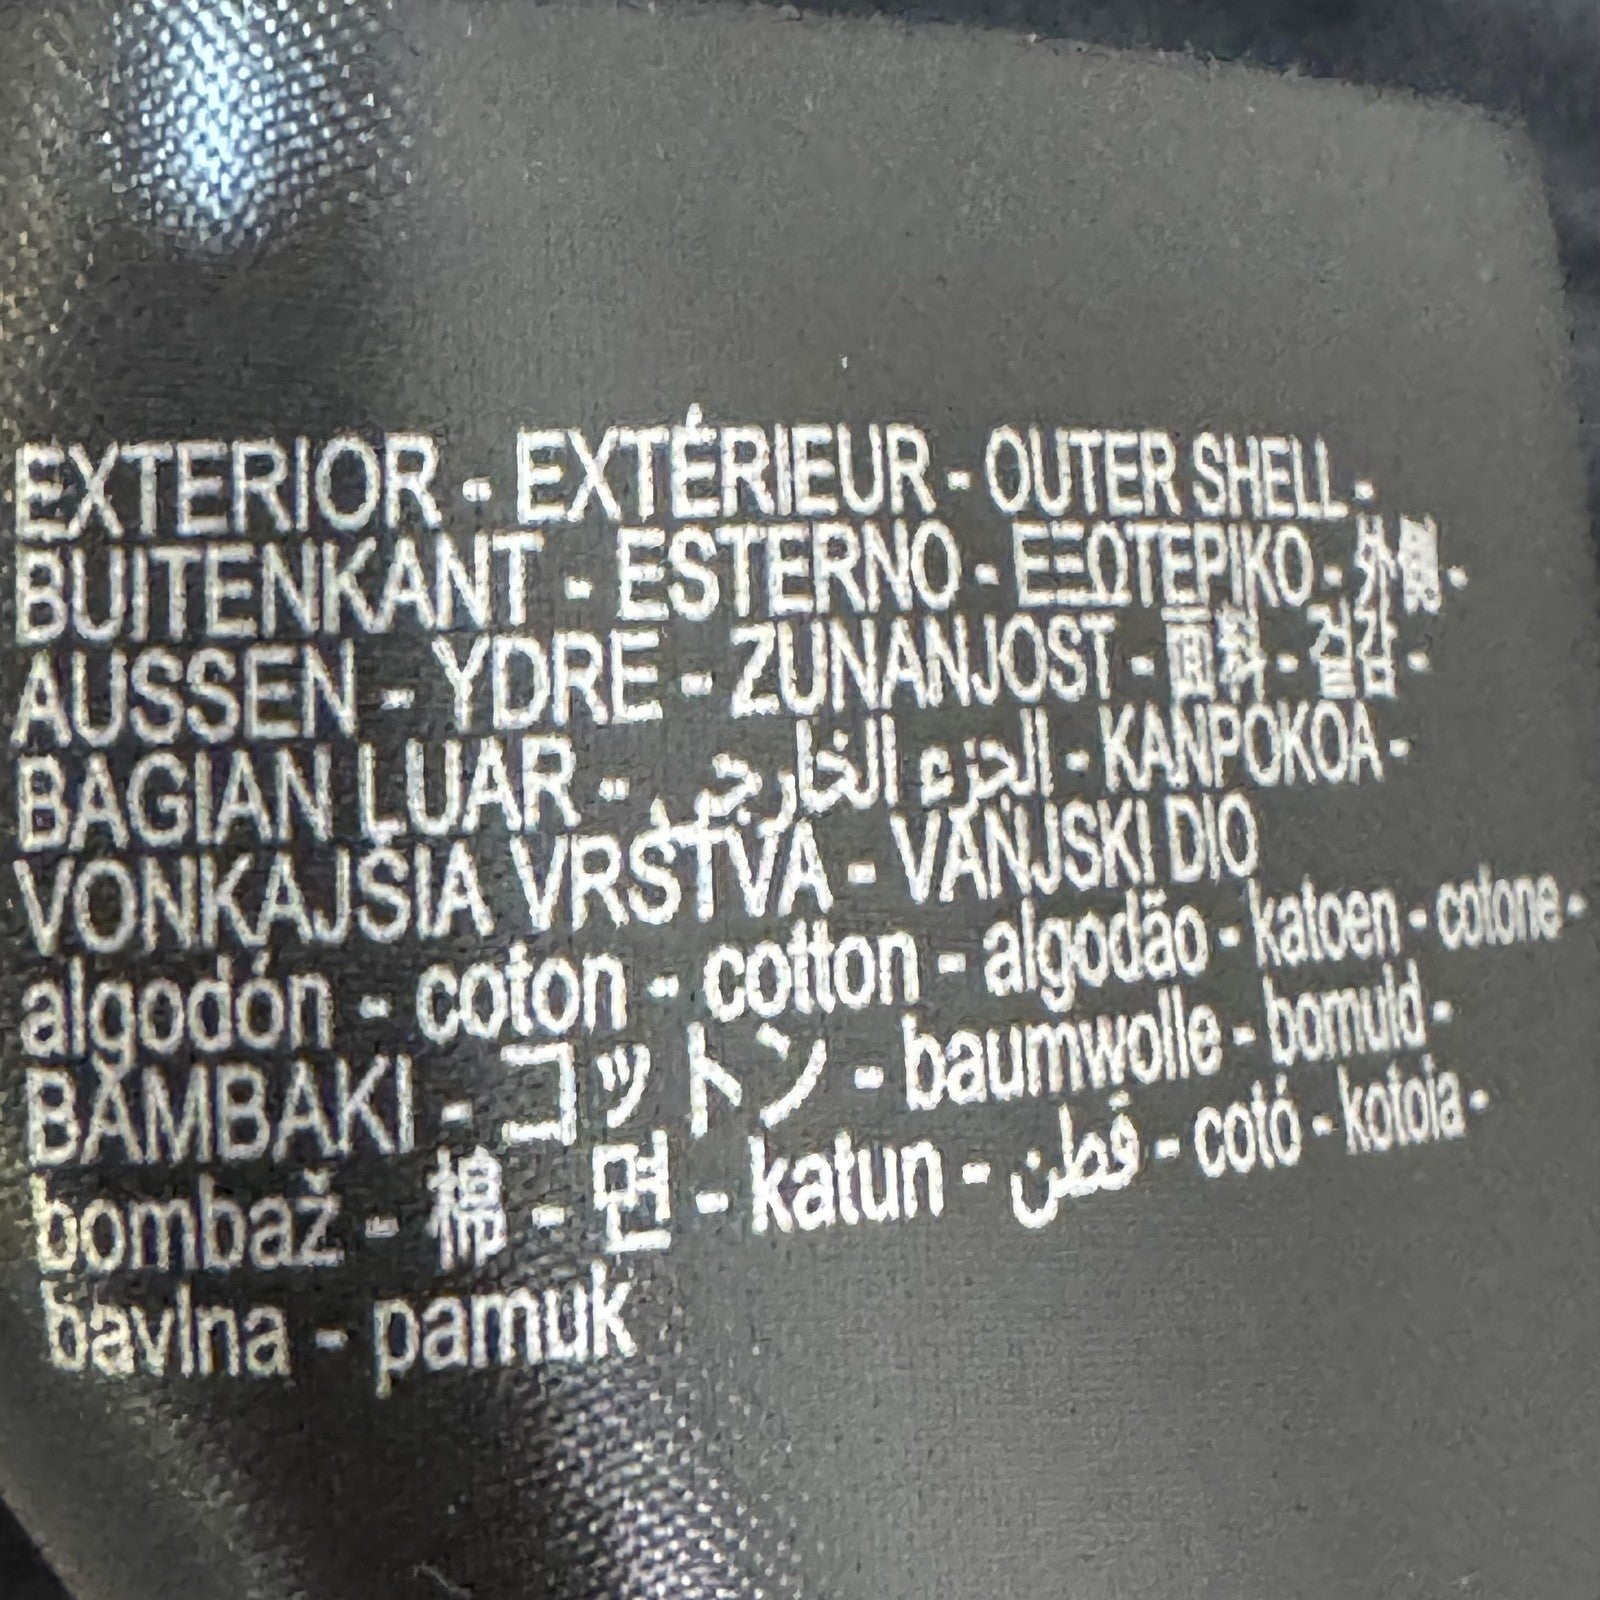 EXTERIOR - EXTÉRIEUR - OUTER SHELL -
BUITENKANT - ESTERNO - ΕΞΩΤΕΡΙΚΟ - 外側 -
AUSSEN - YDRE - ZUNANJOST - 面料 - 겉감 -
BAGIAN LUAR - الجزء الخارجي - KANPOKOA -
VONKAJŠIA VRSTVA - VANJSKI DIO
algodón - coton - cotton - algodão - katoen - cotone -
ΒΑΜΒΑΚΙ - コットン - baumwolle - bomuld -
bombaž - 棉 - 면 - katun - قطن - cotó - kotoia -
bavlna - pamuk